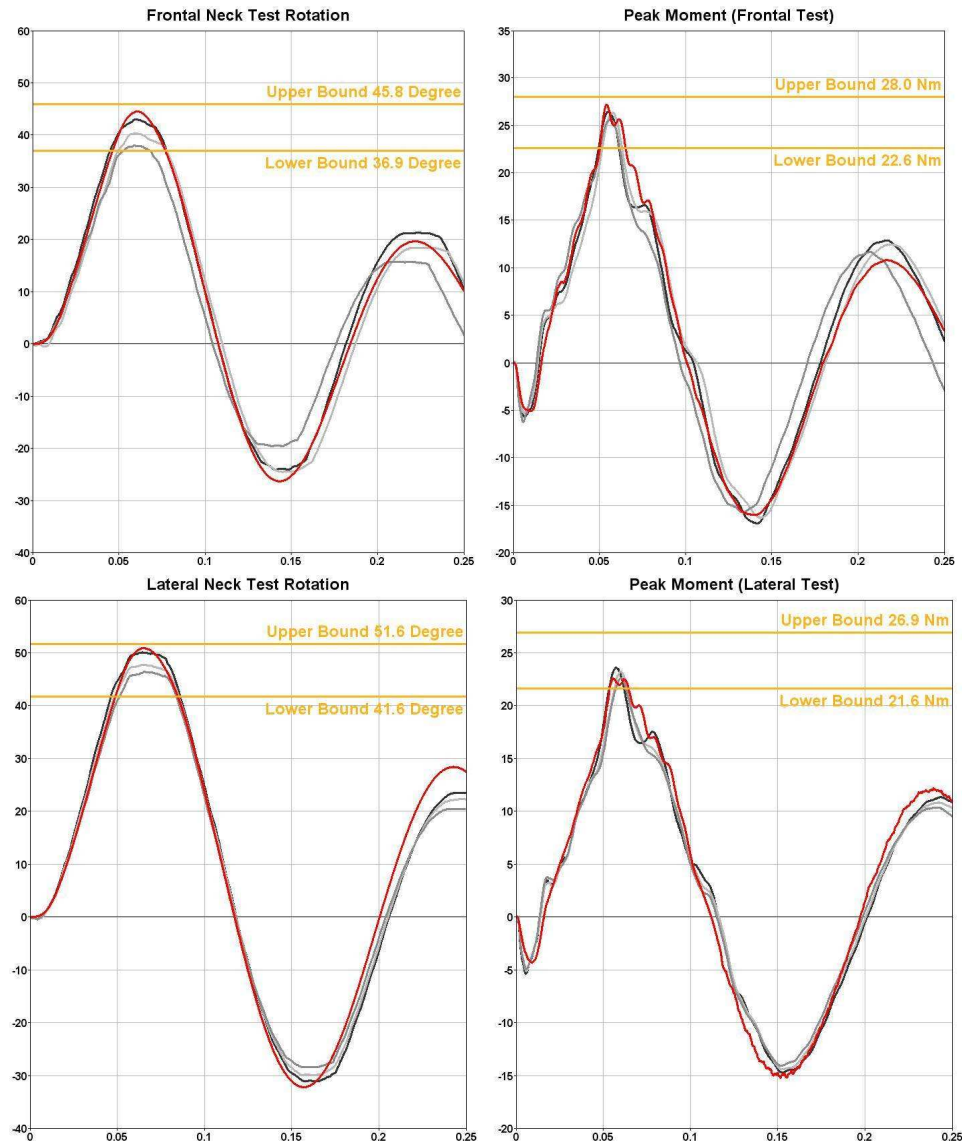 Frontal Neck Test Rotation
60
50
Upper Bound 45.8 Degree
40
Lower Bound 36.9 Degree
30
20
10
0
-10
-20
-30
-40
0 0.05 0.1 0.15 0.2 0.25
Peak Moment (Frontal Test)
35
30
Upper Bound 28.0 Nm
25
Lower Bound 22.6 Nm
20
15
10
5
0
-5
-10
-15
-20
0 0.05 0.1 0.15 0.2 0.25
Lateral Neck Test Rotation
60
Upper Bound 51.6 Degree
50
40
Lower Bound 41.6 Degree
30
20
10
0
-10
-20
-30
-40
0 0.05 0.1 0.15 0.2 0.25
Peak Moment (Lateral Test)
30
Upper Bound 26.9 Nm
25
Lower Bound 21.6 Nm
20
15
10
5
0
-5
-10
-15
-20
0 0.05 0.1 0.15 0.2 0.25